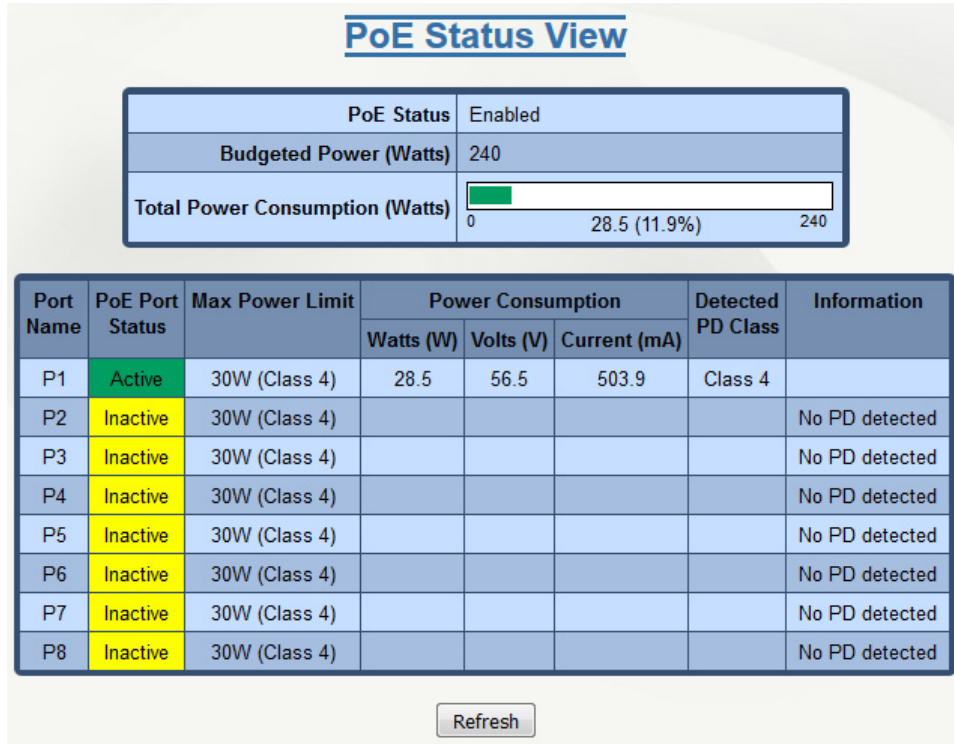 PoE Status View
PoE Status Enabled
Budgeted Power (Watts) 240
Total Power Consumption (Watts)
0 28.5 (11.9%) 240
Port Name PoE Port Status Max Power Limit Power Consumption Detected PD Class Information
Watts (W) Volts (V) Current (mA)
P1 Active 30W (Class 4) 28.5 56.5 503.9 Class 4
P2 Inactive 30W (Class 4) No PD detected
P3 Inactive 30W (Class 4) No PD detected
P4 Inactive 30W (Class 4) No PD detected
P5 Inactive 30W (Class 4) No PD detected
P6 Inactive 30W (Class 4) No PD detected
P7 Inactive 30W (Class 4) No PD detected
P8 Inactive 30W (Class 4) No PD detected
Refresh